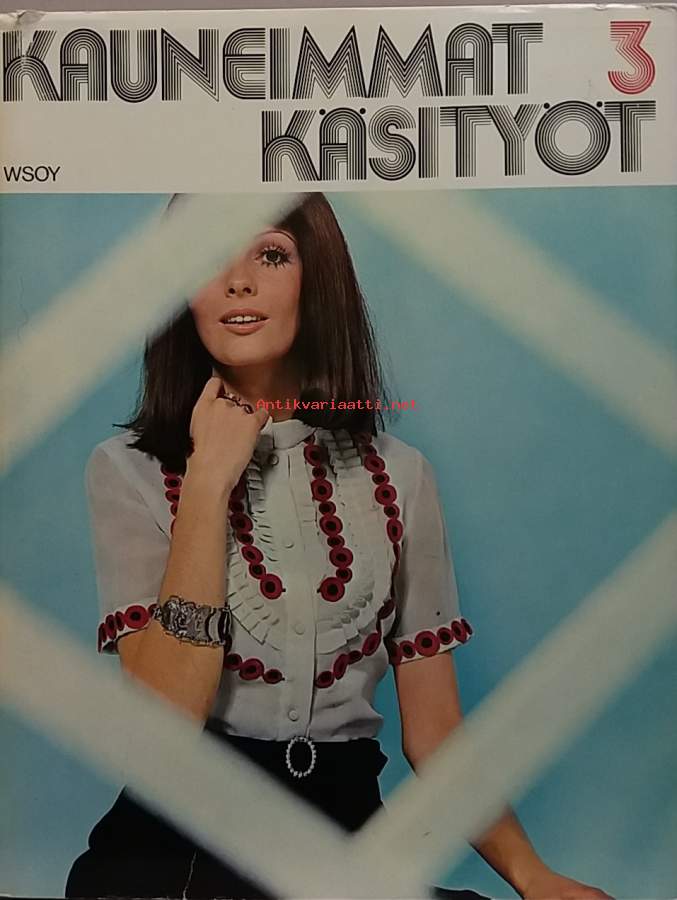 KAUNEIMMAT 3
KÄSITYÖT
WSOY
Antikvariaatti.net